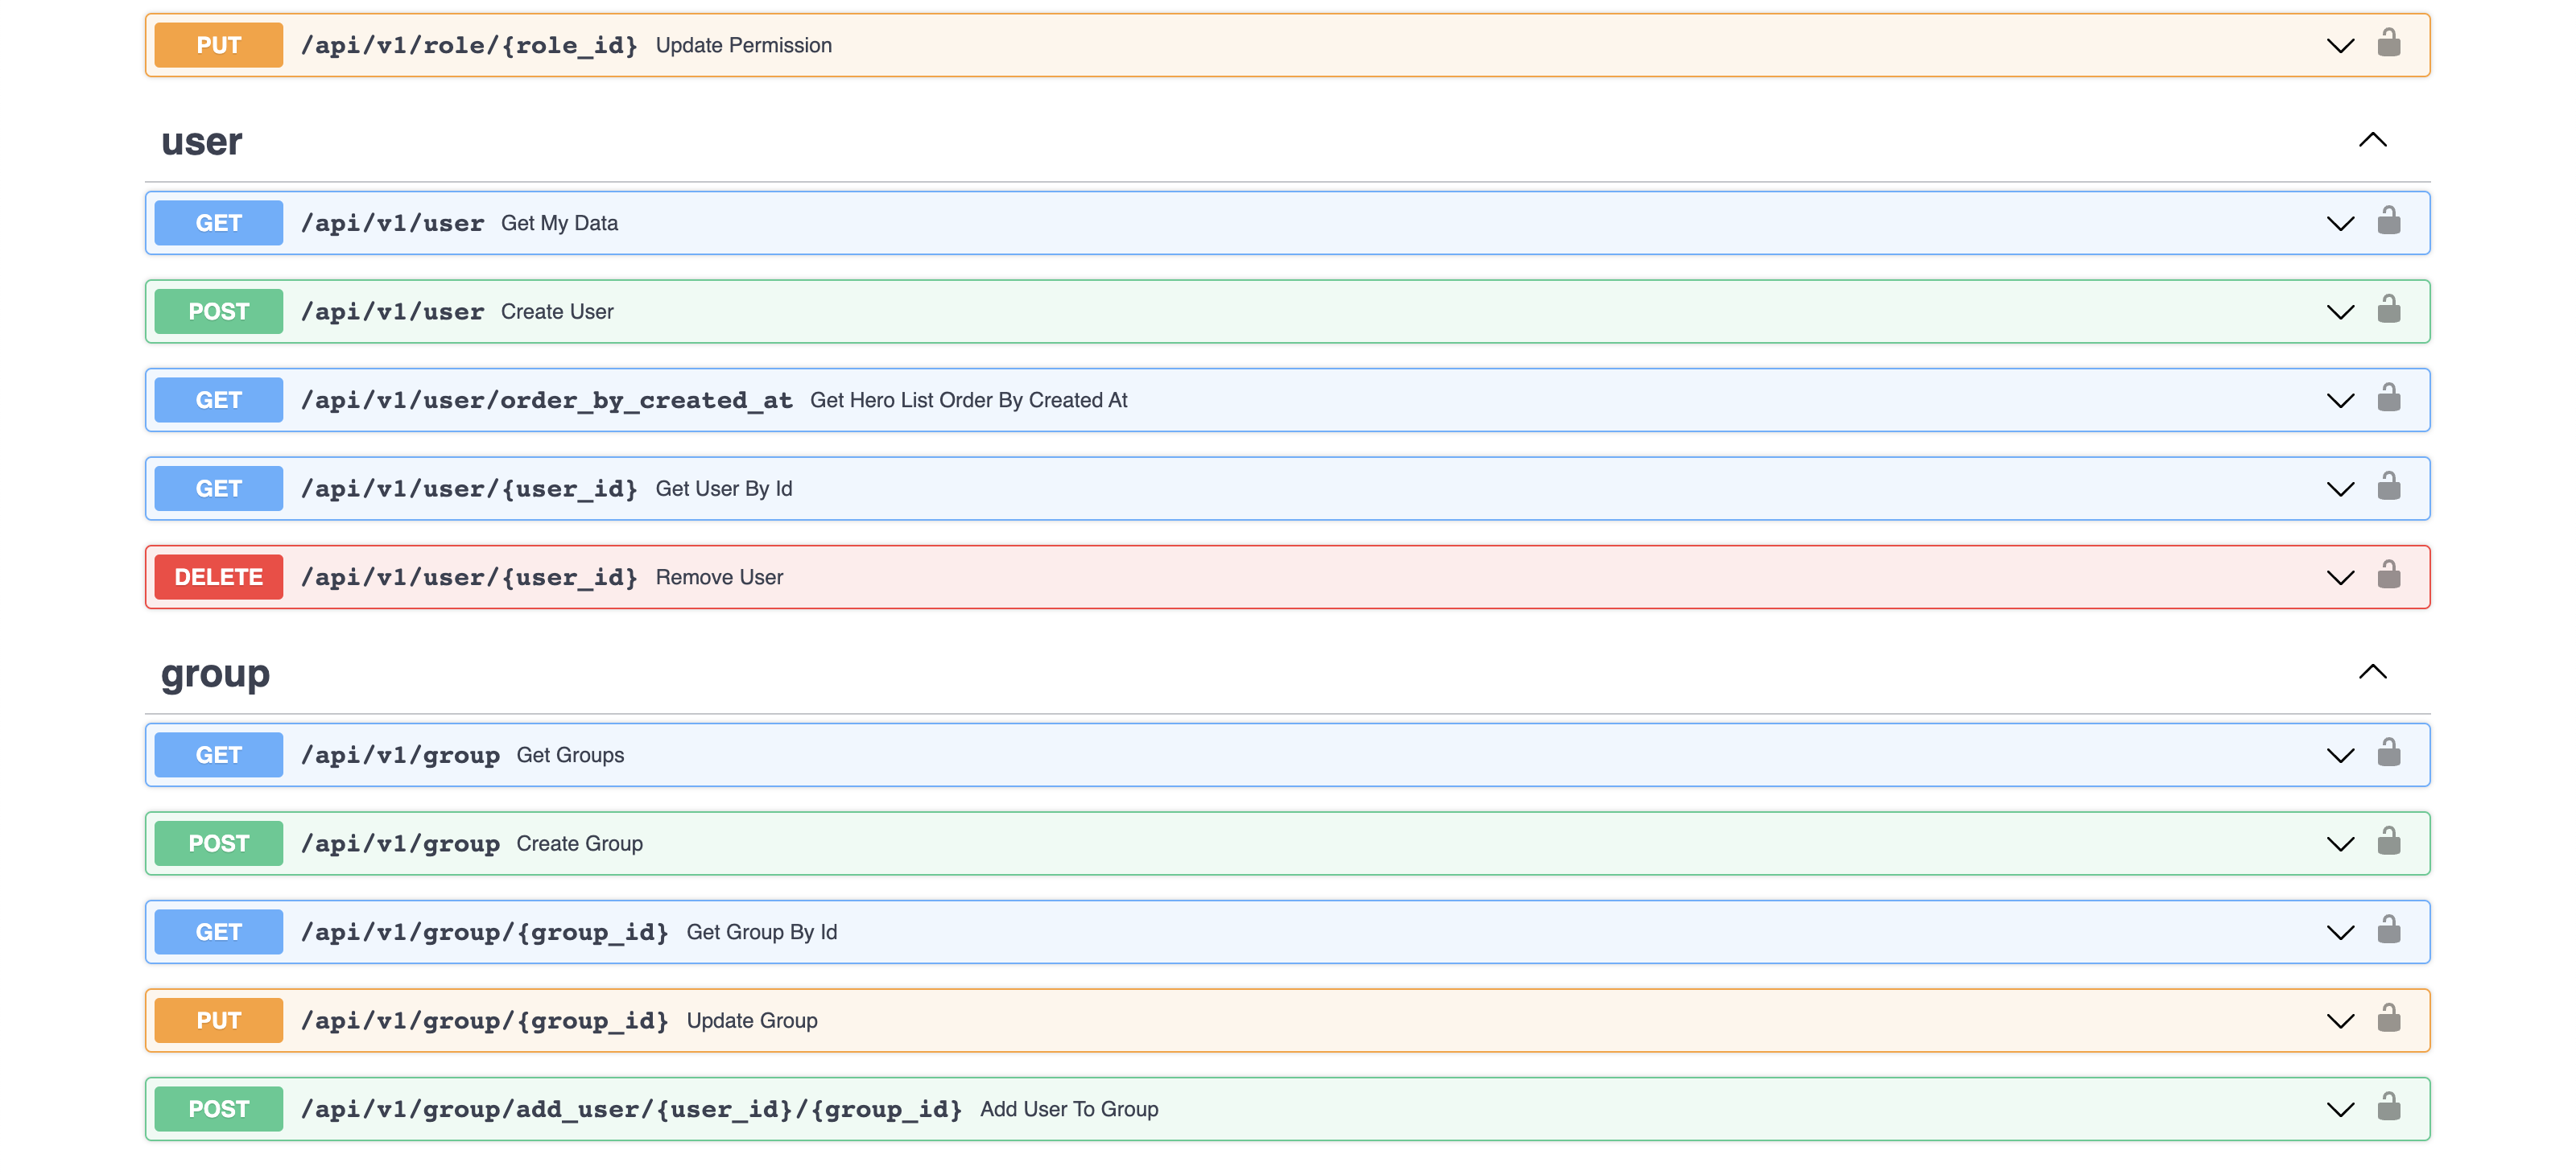 PUT /api/v1/role/{role_id} Update Permission
user
GET /api/v1/user Get My Data
POST /api/v1/user Create User
GET /api/v1/user/order_by_created_at Get Hero List Order By Created At
GET /api/v1/user/{user_id} Get User By Id
DELETE /api/v1/user/{user_id} Remove User
group
GET /api/v1/group Get Groups
POST /api/v1/group Create Group
GET /api/v1/group/{group_id} Get Group By Id
PUT /api/v1/group/{group_id} Update Group
POST /api/v1/group/add_user/{user_id}/{group_id} Add User To Group